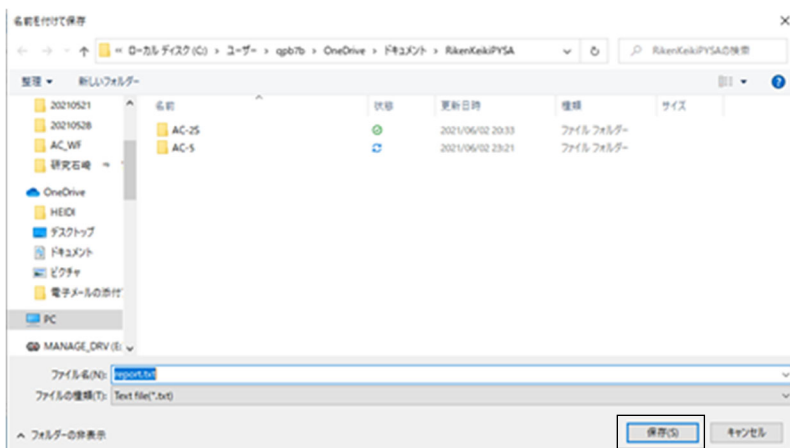 名前を付けて保存
« ローカル ディスク (C:) › ユーザー › qpb7b › OneDrive › ドキュメント › RikenKeikiPYSA
RikenKeikiPYSAの検索
整理 新しいフォルダー
名前 状態 更新日時 種類 サイズ
20210521
20210528
AC_WF
研究石崎
OneDrive
HEIDI
デスクトップ
ドキュメント
ピクチャ
電子メールの添付
PC
MANAGE_DRV (E:
AC-2S 2021/06/02 20:33 ファイル フォルダー
AC-S 2021/06/02 23:21 ファイル フォルダー
ファイル名(N): report.txt
ファイルの種類(T): Text file(*.txt)
フォルダーの非表示
保存(S) キャンセル